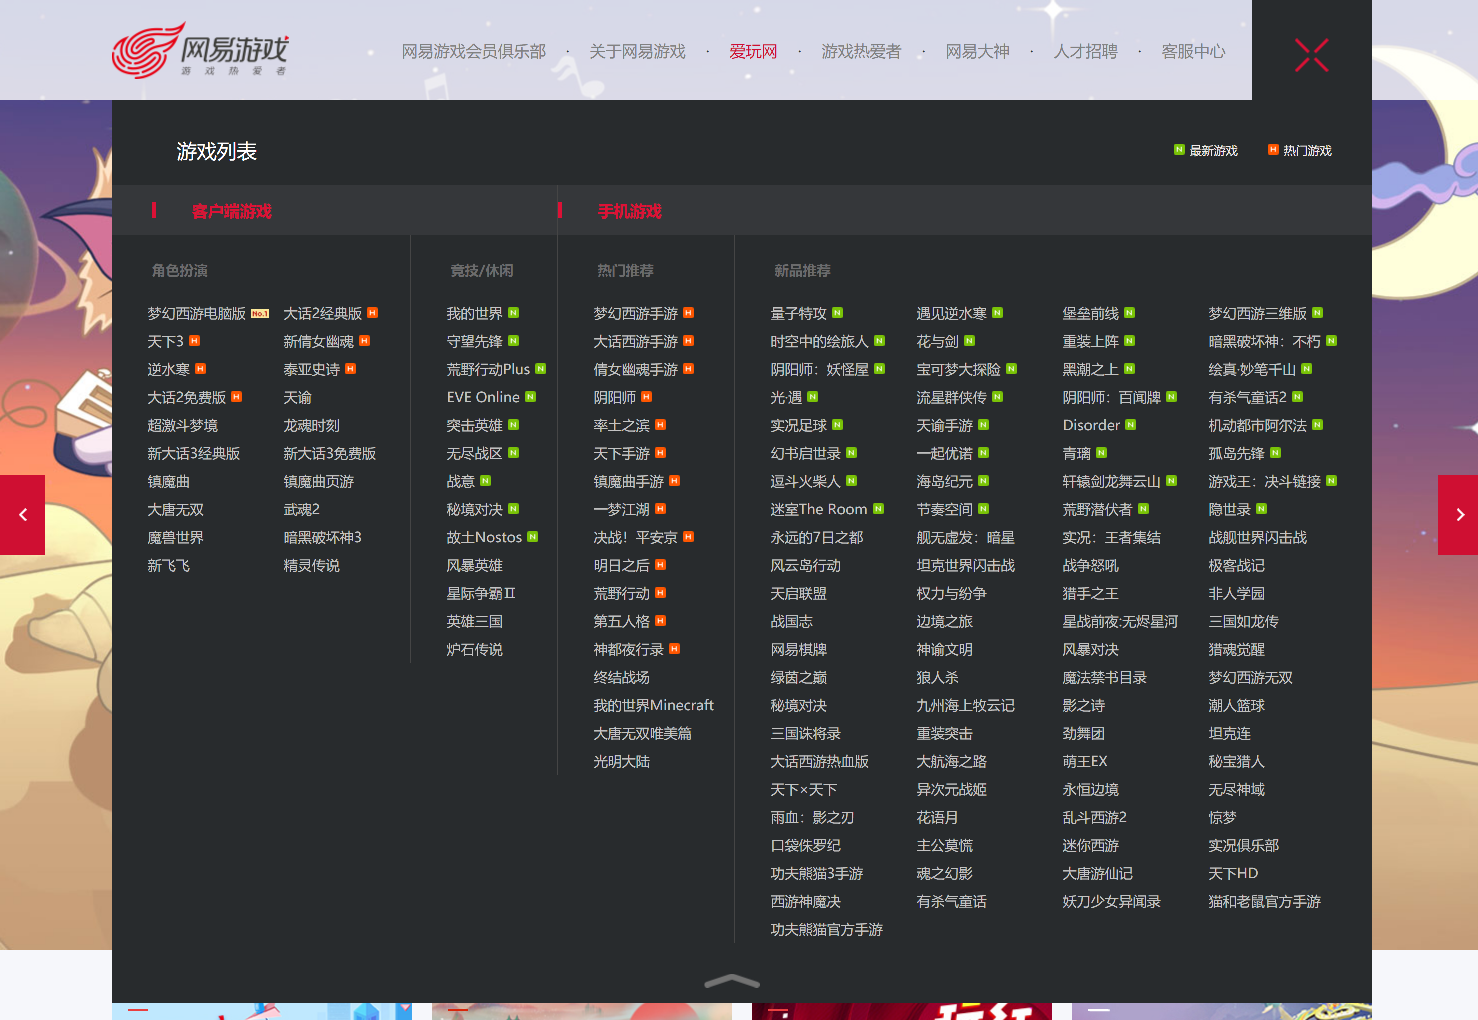 网易游戏
游戏热爱者
网易游戏会员俱乐部 · 关于网易游戏 · 爱玩网 · 游戏热爱者 · 网易大神 · 人才招聘 · 客服中心
游戏列表
N 最新游戏 H 热门游戏
客户端游戏
手机游戏
角色扮演
梦幻西游电脑版 No.1
天下3 H
逆水寒 H
大话2免费版 H
超激斗梦境
新大话3经典版
镇魔曲
大唐无双
魔兽世界
新飞飞
大话2经典版 H
新倩女幽魂 H
泰亚史诗 H
天谕
龙魂时刻
新大话3免费版
镇魔曲页游
武魂2
暗黑破坏神3
精灵传说
竞技/休闲
我的世界 N
守望先锋 N
荒野行动Plus N
EVE Online N
突击英雄 N
无尽战区 N
战意 N
秘境对决 N
故土Nostos N
风暴英雄
星际争霸Ⅱ
英雄三国
炉石传说
热门推荐
梦幻西游手游 H
大话西游手游 H
倩女幽魂手游 H
阴阳师 H
率土之滨 H
天下手游 H
镇魔曲手游 H
一梦江湖 H
决战！平安京 H
明日之后 H
荒野行动 H
第五人格 H
神都夜行录 H
终结战场
我的世界Minecraft
大唐无双唯美篇
光明大陆
新品推荐
量子特攻 N
时空中的绘旅人 N
阴阳师：妖怪屋 N
光·遇 N
实况足球 N
幻书启世录 N
逗斗火柴人 N
迷室The Room N
永远的7日之都
风云岛行动
天启联盟
战国志
网易棋牌
绿茵之巅
秘境对决
三国诛将录
大话西游热血版
天下×天下
雨血：影之刃
口袋侏罗纪
功夫熊猫3手游
西游神魔决
功夫熊猫官方手游
遇见逆水寒 N
花与剑 N
宝可梦大探险 N
流星群侠传 N
天谕手游 N
一起优诺 N
海岛纪元 N
节奏空间 N
舰无虚发：暗星
坦克世界闪击战
权力与纷争
边境之旅
神谕文明
狼人杀
九州海上牧云记
重装突击
大航海之路
异次元战姬
花语月
主公莫慌
魂之幻影
有杀气童话
堡垒前线 N
重装上阵 N
黑潮之上 N
阴阳师：百闻牌 N
Disorder N
青璃 N
轩辕剑龙舞云山 N
荒野潜伏者 N
实况：王者集结
战争怒吼
猎手之王
星战前夜:无烬星河
风暴对决
魔法禁书目录
影之诗
劲舞团
萌王EX
永恒边境
乱斗西游2
迷你西游
大唐游仙记
妖刀少女异闻录
梦幻西游三维版 N
暗黑破坏神：不朽 N
绘真·妙笔千山 N
有杀气童话2 N
机动都市阿尔法 N
孤岛先锋 N
游戏王：决斗链接 N
隐世录 N
战舰世界闪击战
极客战记
非人学园
三国如龙传
猎魂觉醒
梦幻西游无双
潮人篮球
坦克连
秘宝猎人
无尽神域
惊梦
实况俱乐部
天下HD
猫和老鼠官方手游